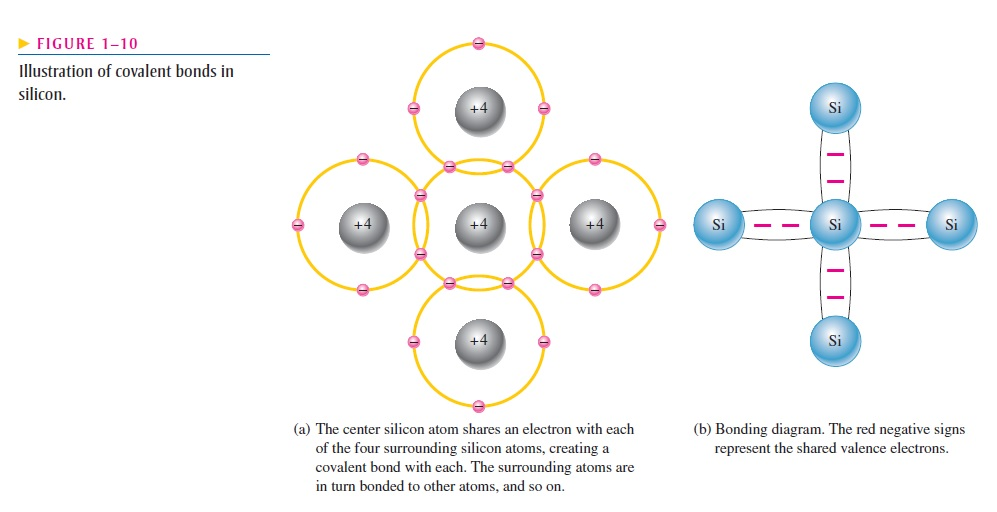 FIGURE 1–10
Illustration of covalent bonds in
silicon.
+4
+4
+4
+4
+4
(a) The center silicon atom shares an electron with each
of the four surrounding silicon atoms, creating a
covalent bond with each. The surrounding atoms are
in turn bonded to other atoms, and so on.
Si
Si
Si
Si
Si
(b) Bonding diagram. The red negative signs
represent the shared valence electrons.